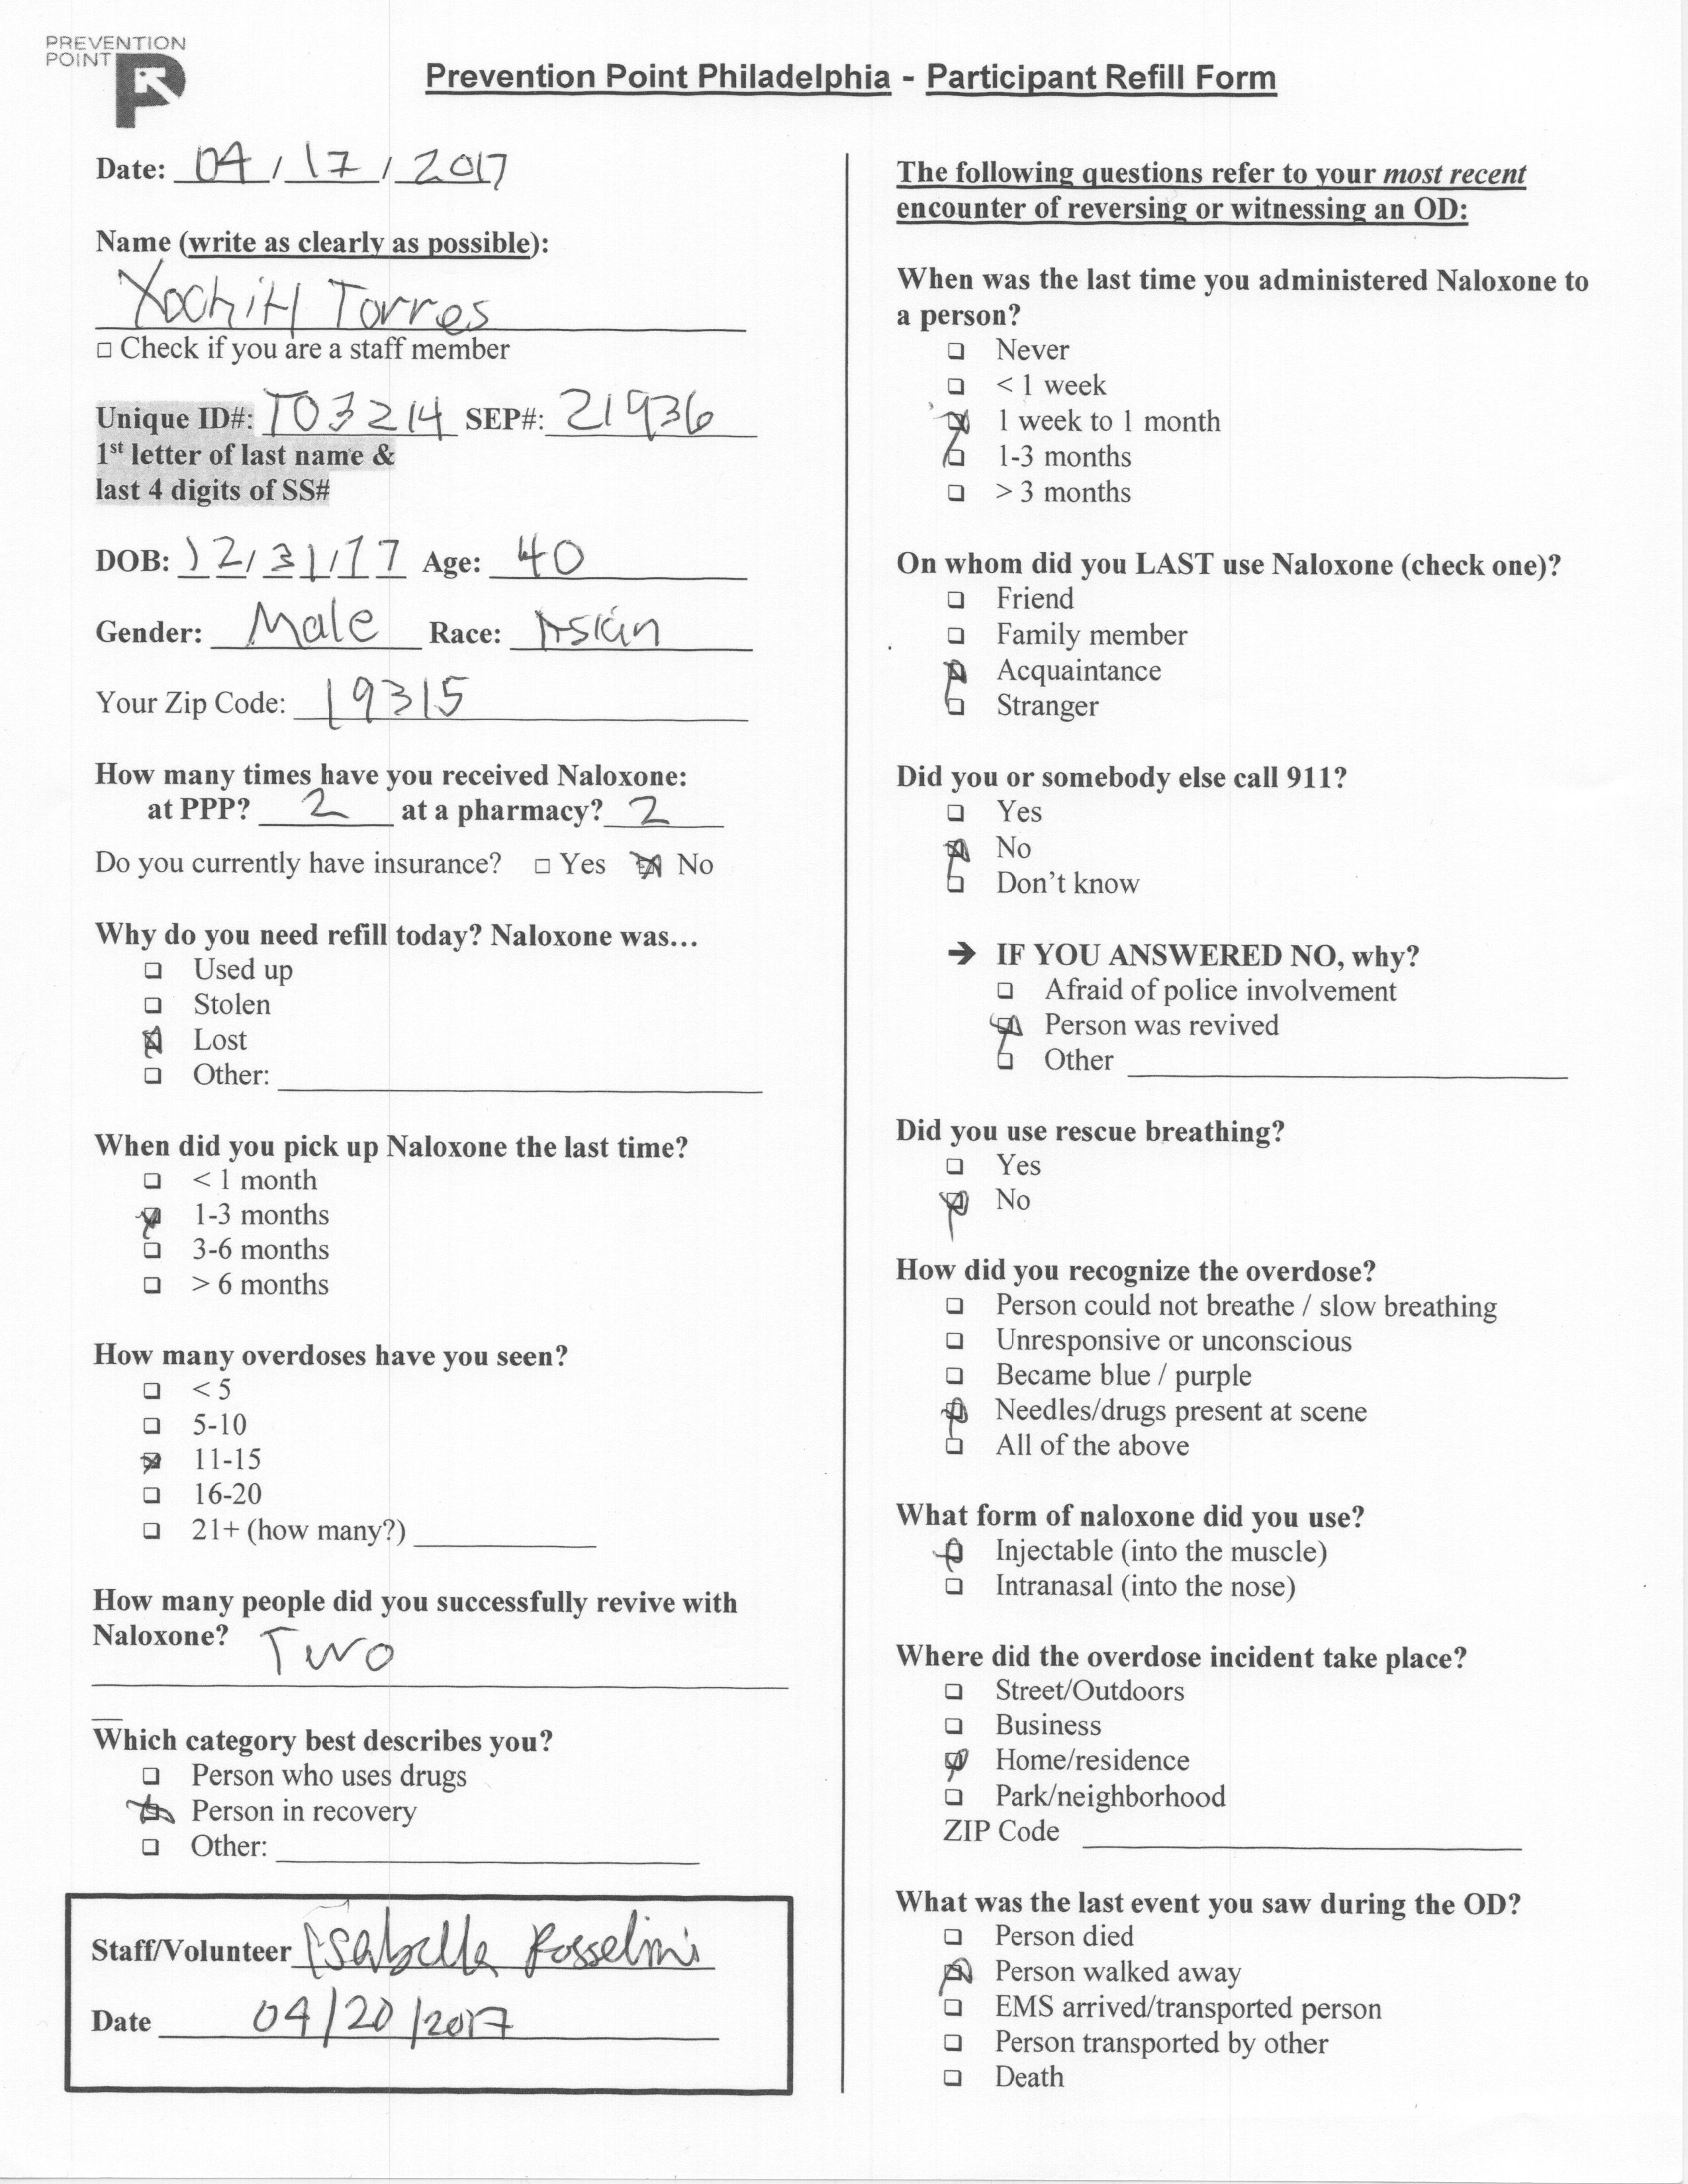 PREVENTION
POINT
Prevention Point Philadelphia - Participant Refill Form
Date: 04/17/2017
Name (write as clearly as possible):
Xochitl Torres
☐ Check if you are a staff member
Unique ID#: T03214 SEP#: 21936
1st letter of last name &
last 4 digits of SS#
DOB: 12/31/77 Age: 40
Gender: Male Race: Asian
Your Zip Code: 19315
How many times have you received Naloxone:
at PPP? 2 at a pharmacy? 2
Do you currently have insurance? ☐ Yes ☒ No
Why do you need refill today? Naloxone was…
☐ Used up
☐ Stolen
☒ Lost
☐ Other:
When did you pick up Naloxone the last time?
☐ < 1 month
☒ 1-3 months
☐ 3-6 months
☐ > 6 months
How many overdoses have you seen?
☐ < 5
☐ 5-10
☒ 11-15
☐ 16-20
☐ 21+ (how many?)
How many people did you successfully revive with
Naloxone? Two
Which category best describes you?
☐ Person who uses drugs
☒ Person in recovery
☐ Other:
Staff/Volunteer Isabella Rosselini
Date 04/20/2017
The following questions refer to your most recent
encounter of reversing or witnessing an OD:
When was the last time you administered Naloxone to
a person?
☐ Never
☐ < 1 week
☒ 1 week to 1 month
☐ 1-3 months
☐ > 3 months
On whom did you LAST use Naloxone (check one)?
☐ Friend
☐ Family member
☒ Acquaintance
☐ Stranger
Did you or somebody else call 911?
☐ Yes
☒ No
☐ Don't know
➔ IF YOU ANSWERED NO, why?
☐ Afraid of police involvement
☒ Person was revived
☐ Other
Did you use rescue breathing?
☐ Yes
☒ No
How did you recognize the overdose?
☐ Person could not breathe / slow breathing
☐ Unresponsive or unconscious
☐ Became blue / purple
☒ Needles/drugs present at scene
☐ All of the above
What form of naloxone did you use?
☒ Injectable (into the muscle)
☐ Intranasal (into the nose)
Where did the overdose incident take place?
☐ Street/Outdoors
☐ Business
☒ Home/residence
☐ Park/neighborhood
ZIP Code
What was the last event you saw during the OD?
☐ Person died
☒ Person walked away
☐ EMS arrived/transported person
☐ Person transported by other
☐ Death